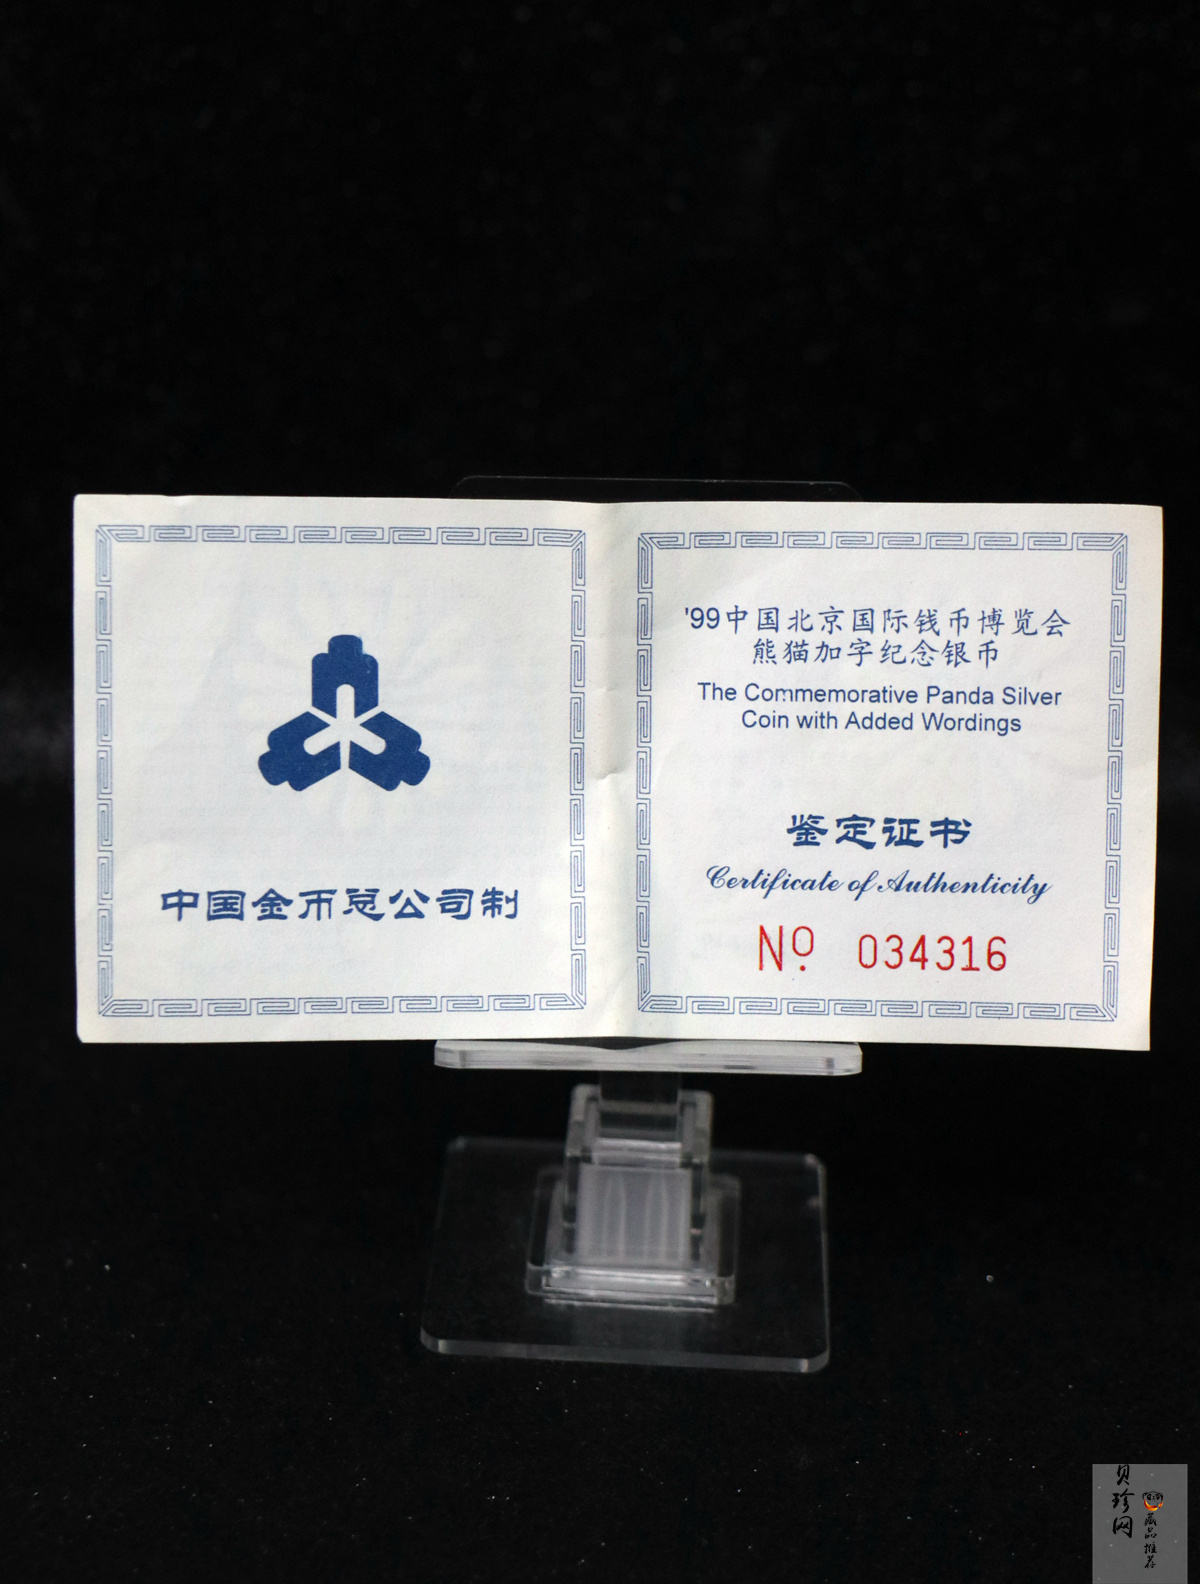 中国金币总公司制
'99中国北京国际钱币博览会
熊猫加字纪念银币
The Commemorative Panda Silver
Coin with Added Wordings
鉴定证书
Certificate of Authenticity
Nº 034316
贝珍网
藏品推荐